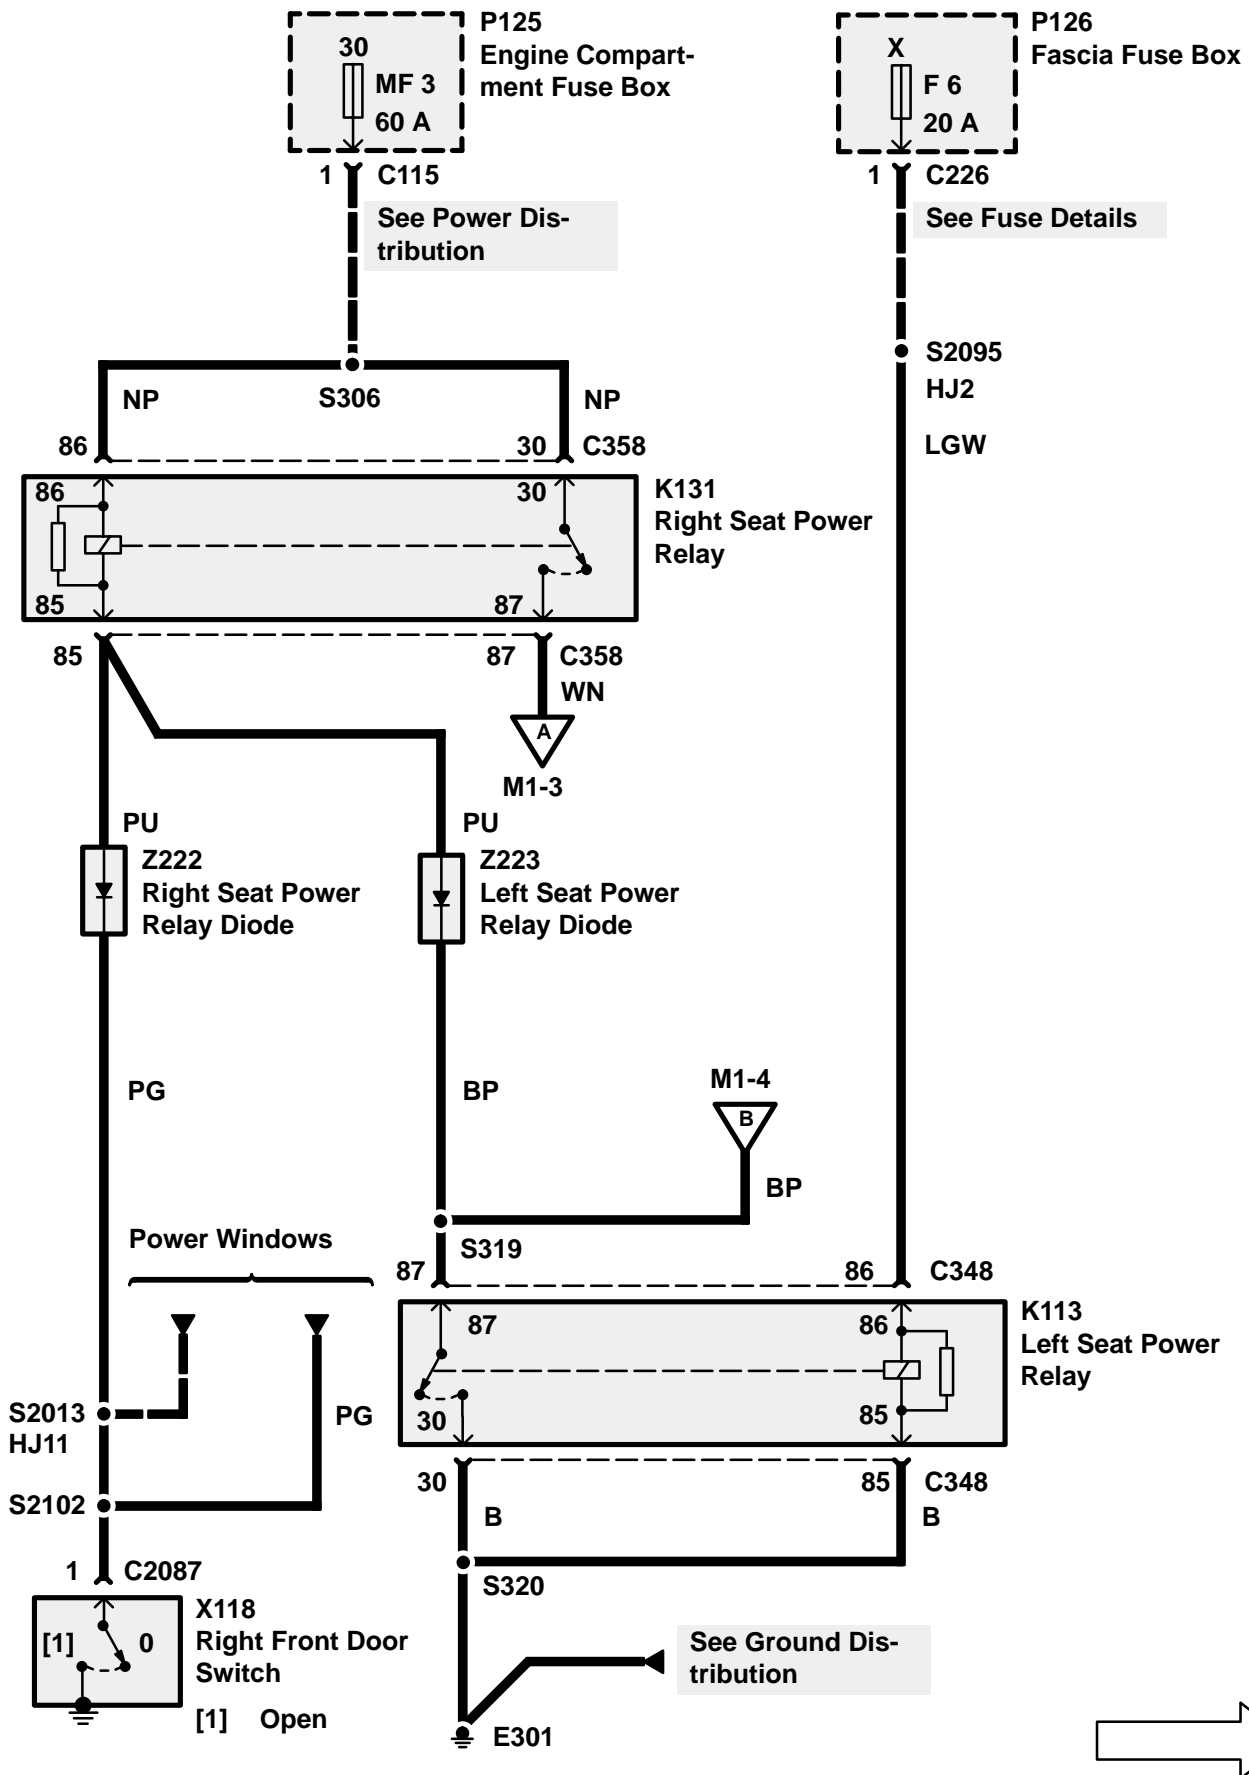 P125
Engine Compart-
ment Fuse Box
30
MF 3
60 A
1 C115
See Power Dis-
tribution
P126
Fascia Fuse Box
X
F 6
20 A
1 C226
See Fuse Details
S2095
HJ2
LGW
S306
NP
NP
86
30 C358
86
30
K131
Right Seat Power
Relay
85
87
85
87 C358
WN
A
M1-3
PU
Z222
Right Seat Power
Relay Diode
PU
Z223
Left Seat Power
Relay Diode
PG
BP
M1-4
B
BP
S319
Power Windows
87
86 C348
87
86
K113
Left Seat Power
Relay
30
85
S2013
HJ11
PG
S2102
30
85 C348
B
B
S320
1 C2087
X118
Right Front Door
Switch
[1] 0
[1] Open
See Ground Dis-
tribution
E301